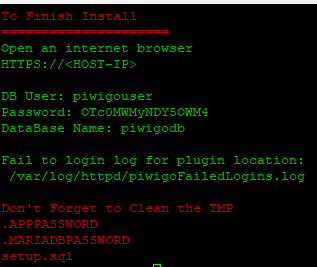 To Finish Install
=====================
Open an internet browser
HTTPS://<HOST-IP>
DB User: piwigouser
Password: OTc0MWMyNDY5OWM4
DataBase Name: piwigodb
Fail to login log for plugin location:
/var/log/httpd/piwigoFailedLogins.log
Don't Forget to Clean the TMP
.APPPASSWORD
.MARIADBPASSWORD
setup.sql